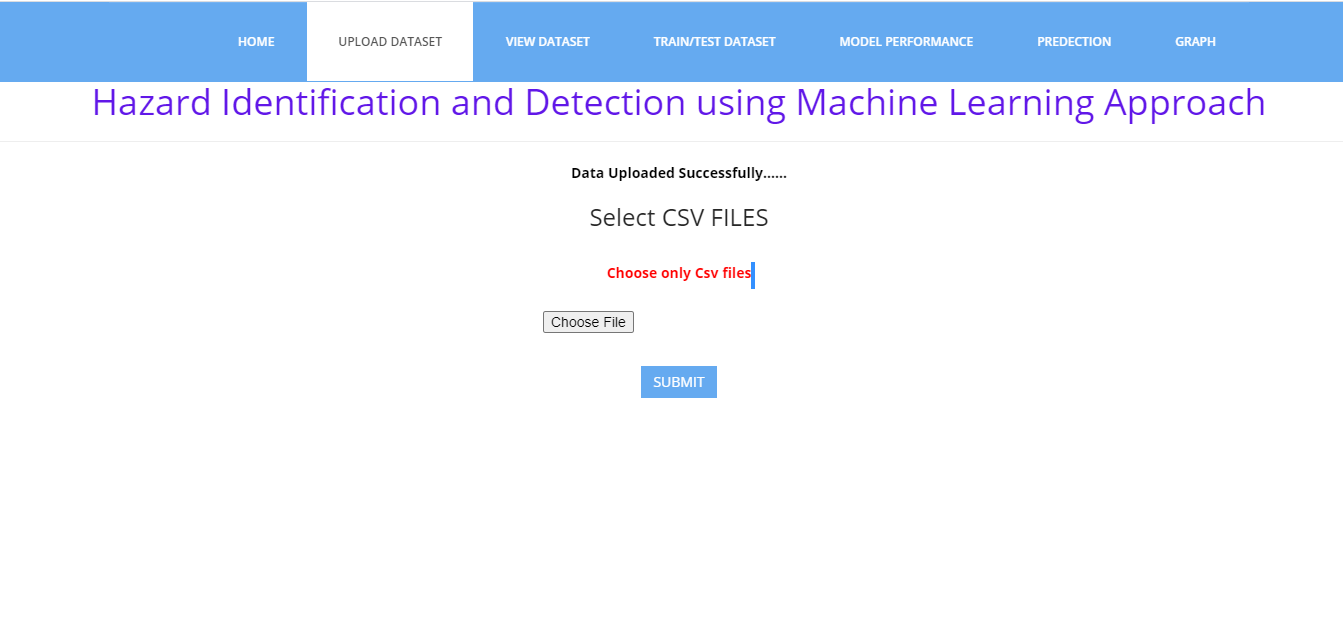 HOME UPLOAD DATASET VIEW DATASET TRAIN/TEST DATASET MODEL PERFORMANCE PREDECTION GRAPH
Hazard Identification and Detection using Machine Learning Approach
Data Uploaded Successfully......
Select CSV FILES
Choose only Csv files
Choose File
SUBMIT